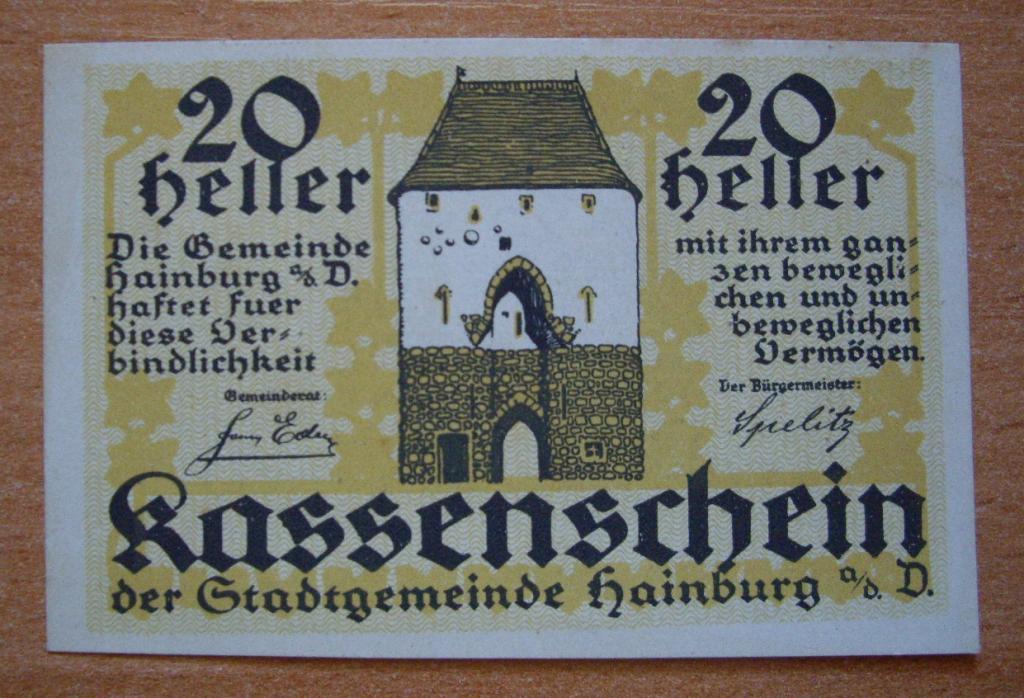 20
Heller
20
Heller
Die Gemeinde
Hainburg a/d. D.
haftet fuer
diese Ver-
bindlichkeit
mit ihrem gan-
zen bewegli-
chen und un-
beweglichen
Vermögen.
Gemeinderat:
Der Bürgermeister:
Spelitz
Kassenschein
der Stadtgemeinde Hainburg a/d. D.